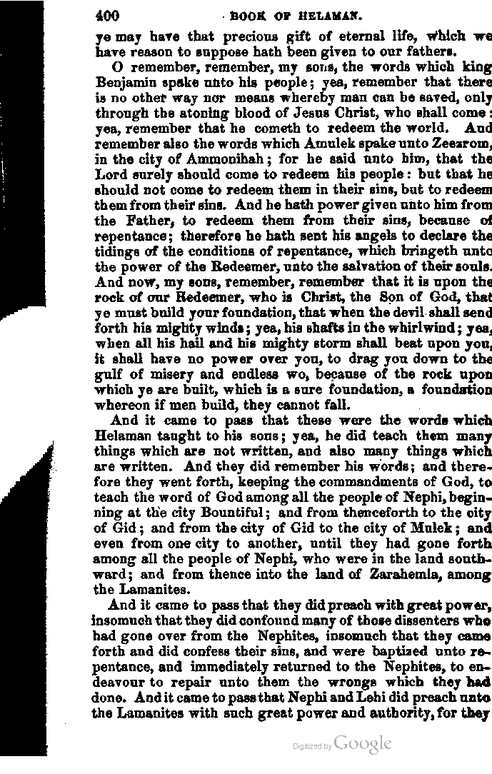 400 BOOK OF HELAMAN.
ye may have that precious gift of eternal life, which we
have reason to suppose hath been given to our fathers.
O remember, remember, my sons, the words which king
Benjamin spake unto his people; yea, remember that there
is no other way nor means whereby man can be saved, only
through the atoning blood of Jesus Christ, who shall come:
yea, remember that he cometh to redeem the world. And
remember also the words which Amulek spake unto Zeezrom,
in the city of Ammonihah; for he said unto him, that the
Lord surely should come to redeem his people: but that he
should not come to redeem them in their sins, but to redeem
them from their sins. And he hath power given unto him from
the Father, to redeem them from their sins, because of
repentance; therefore he hath sent his angels to declare the
tidings of the conditions of repentance, which bringeth unto
the power of the Redeemer, unto the salvation of their souls.
And now, my sons, remember, remember that it is upon the
rock of our Redeemer, who is Christ, the Son of God, that
ye must build your foundation, that when the devil shall send
forth his mighty winds; yea, his shafts in the whirlwind; yea,
when all his hail and his mighty storm shall beat upon you,
it shall have no power over you, to drag you down to the
gulf of misery and endless wo, because of the rock upon
which ye are built, which is a sure foundation, a foundation
whereon if men build, they cannot fall.
And it came to pass that these were the words which
Helaman taught to his sons; yea, he did teach them many
things which are not written, and also many things which
are written. And they did remember his words; and there-
fore they went forth, keeping the commandments of God, to
teach the word of God among all the people of Nephi, begin-
ning at the city Bountiful; and from thenceforth to the city
of Gid; and from the city of Gid to the city of Mulek; and
even from one city to another, until they had gone forth
among all the people of Nephi, who were in the land south-
ward; and from thence into the land of Zarahemla, among
the Lamanites.
And it came to pass that they did preach with great power,
insomuch that they did confound many of those dissenters who
had gone over from the Nephites, insomuch that they came
forth and did confess their sins, and were baptized unto re-
pentance, and immediately returned to the Nephites, to en-
deavour to repair unto them the wrongs which they had
done. And it came to pass that Nephi and Lehi did preach unto
the Lamanites with such great power and authority, for they
Digitized by Google